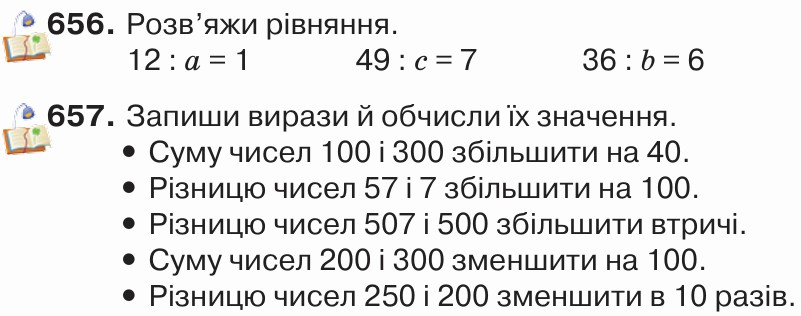 656. Розв’яжи рівняння.
12 : a = 1 49 : c = 7 36 : b = 6
657. Запиши вирази й обчисли їх значення.
• Суму чисел 100 і 300 збільшити на 40.
• Різницю чисел 57 і 7 збільшити на 100.
• Різницю чисел 507 і 500 збільшити втричі.
• Суму чисел 200 і 300 зменшити на 100.
• Різницю чисел 250 і 200 зменшити в 10 разів.